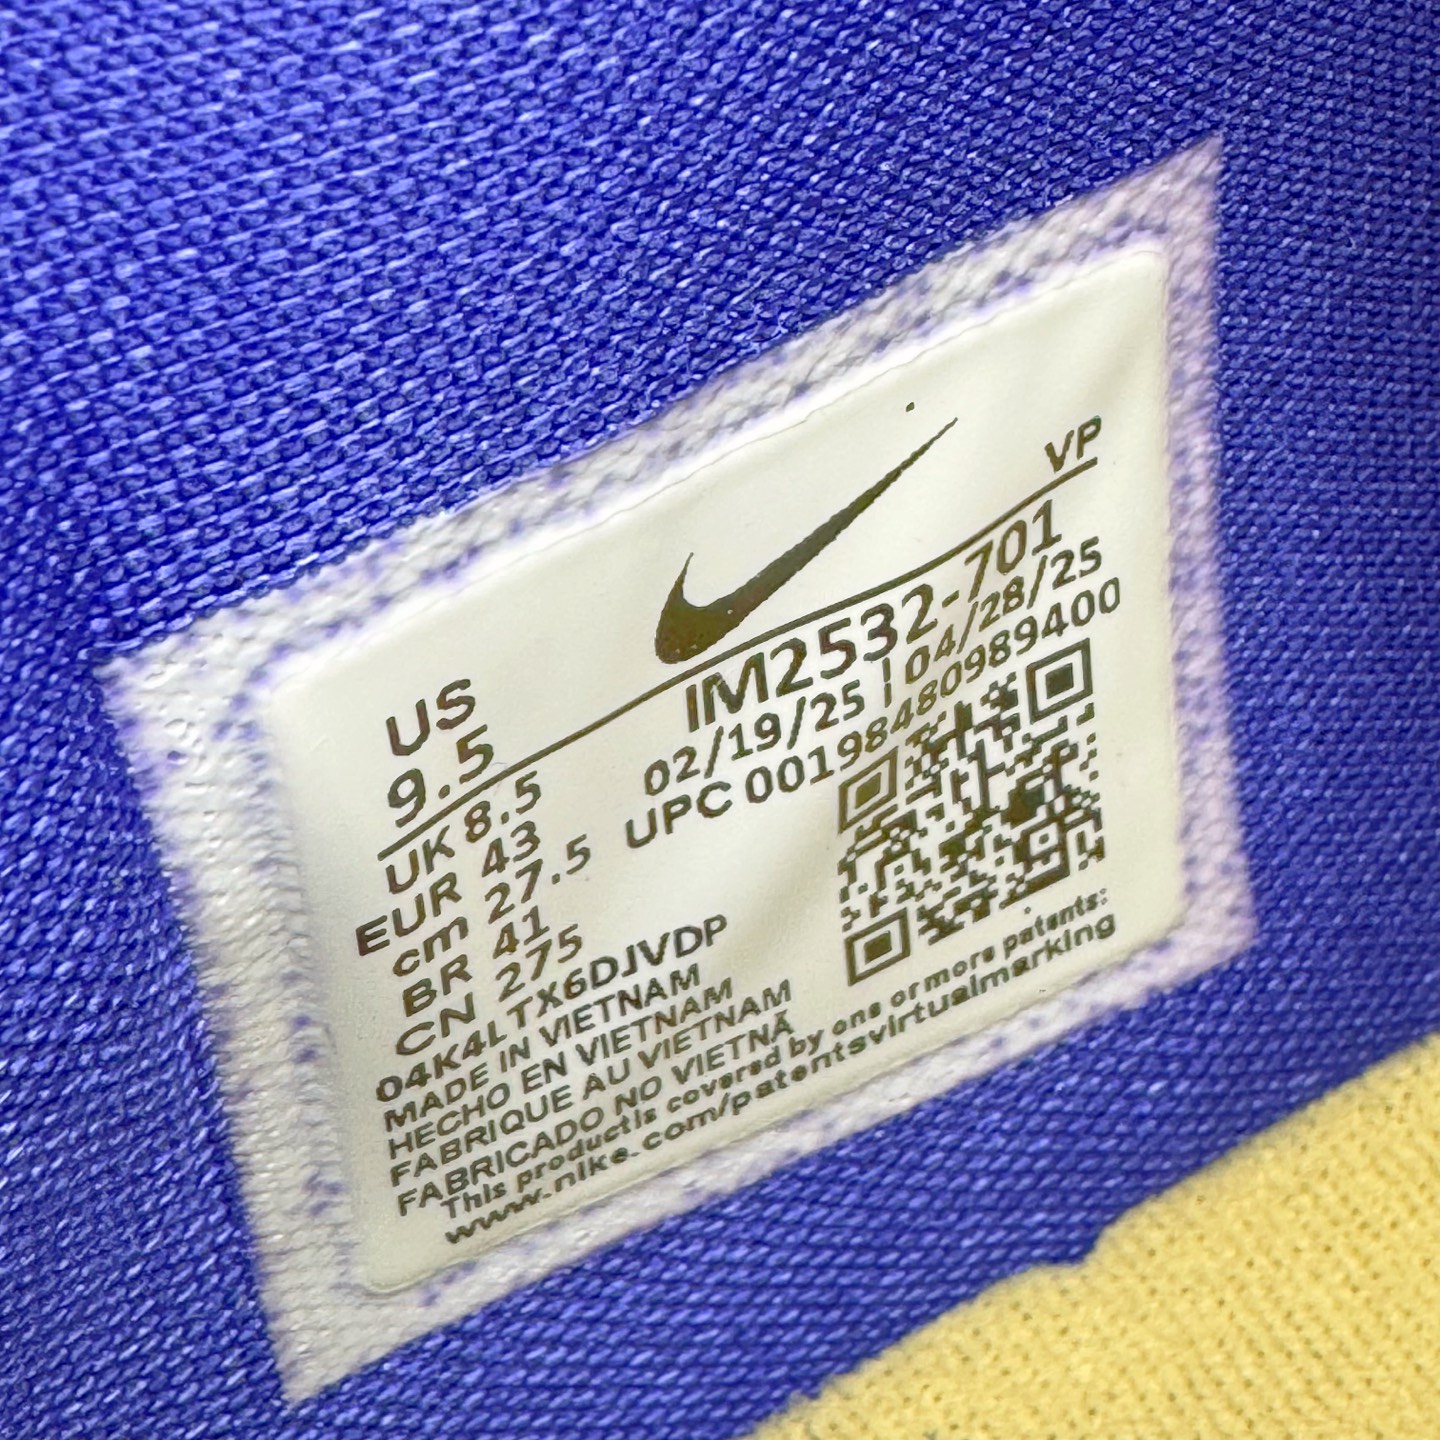 VP
US
9.5
IM2532-701
02/19/25 | 04/28/25
UPC 00198480989400
UK 8.5
EUR 43
cm 27.5
BR 41
CN 275
04K4LTX6DJVDP
MADE IN VIETNAM
HECHO EN VIETNAM
FABRIQUE AU VIETNAM
FABRICADO NO VIETNÃ
This product is covered by one or more patents:
www.nike.com/patentsvirtualmarking